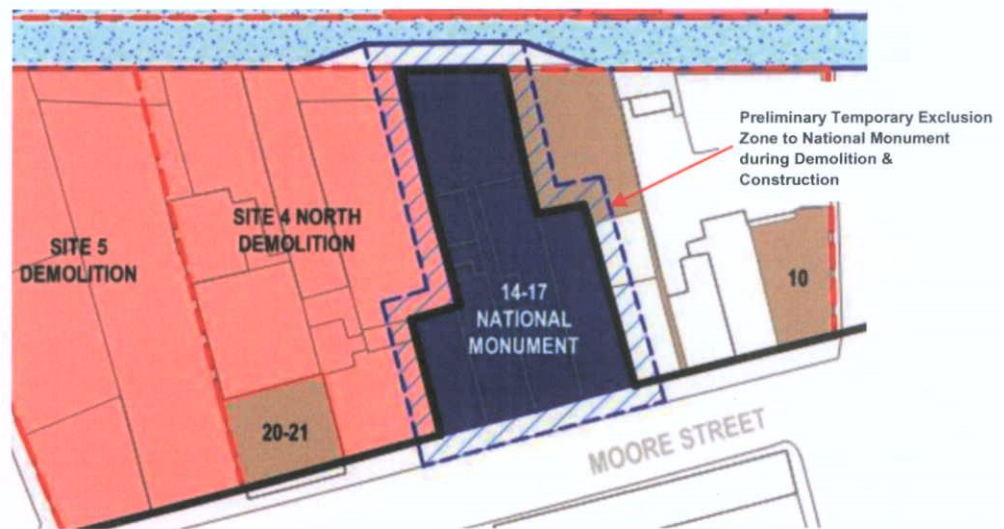 Preliminary Temporary Exclusion
Zone to National Monument
during Demolition &
Construction
SITE 5
DEMOLITION
SITE 4 NORTH
DEMOLITION
14-17
NATIONAL
MONUMENT
10
20-21
MOORE STREET